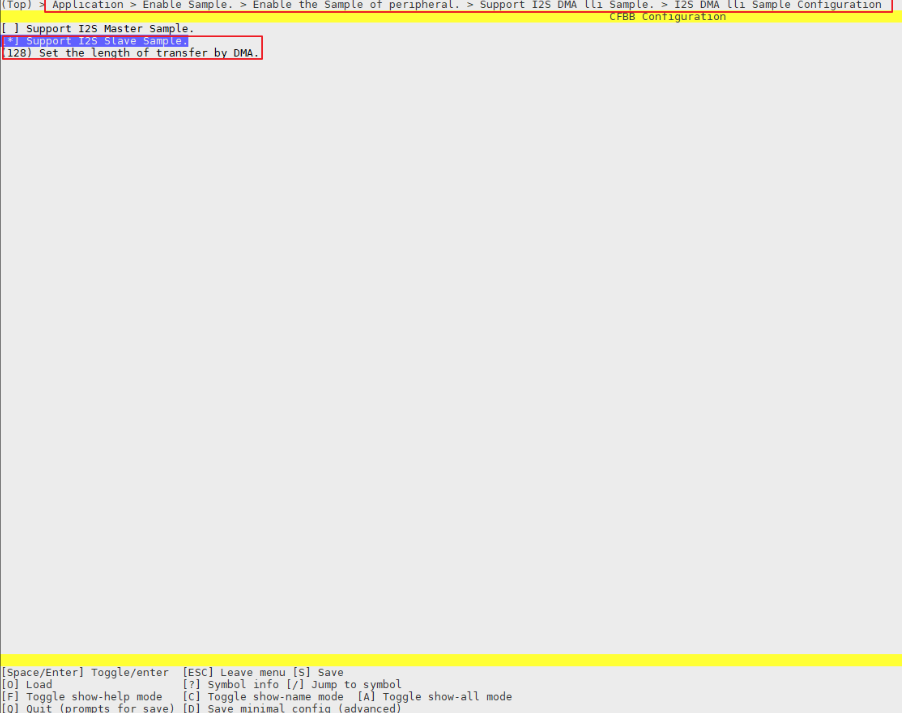 (Top) > Application > Enable Sample. > Enable the Sample of peripheral. > Support I2S DMA lli Sample. > I2S DMA lli Sample Configuration
CFBB Configuration
[ ] Support I2S Master Sample.
[*] Support I2S Slave Sample.
(128) Set the length of transfer by DMA.
[Space/Enter] Toggle/enter [ESC] Leave menu [S] Save
[O] Load [?] Symbol info [/] Jump to symbol
[F] Toggle show-help mode [C] Toggle show-name mode [A] Toggle show-all mode
[Q] Quit (prompts for save) [D] Save minimal config (advanced)